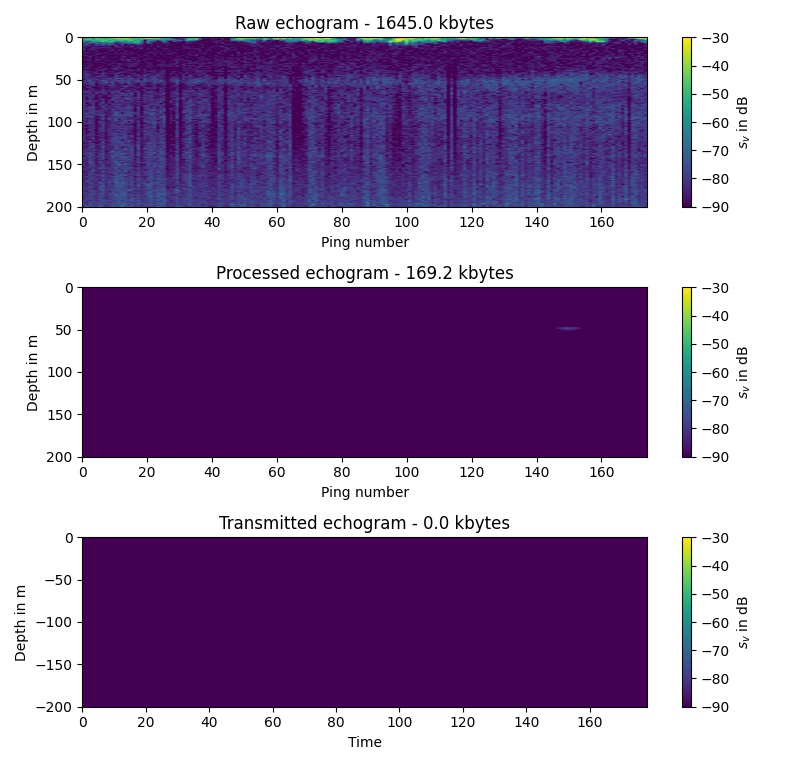 Raw echogram - 1645.0 kbytes
0
50
100
150
200
Depth in m
0 20 40 60 80 100 120 140 160
Ping number
−30
−40
−50
−60
−70
−80
−90
s_v in dB
Processed echogram - 169.2 kbytes
0
50
100
150
200
Depth in m
0 20 40 60 80 100 120 140 160
Ping number
−30
−40
−50
−60
−70
−80
−90
s_v in dB
Transmitted echogram - 0.0 kbytes
0
−50
−100
−150
−200
Depth in m
0 20 40 60 80 100 120 140 160
Time
−30
−40
−50
−60
−70
−80
−90
s_v in dB